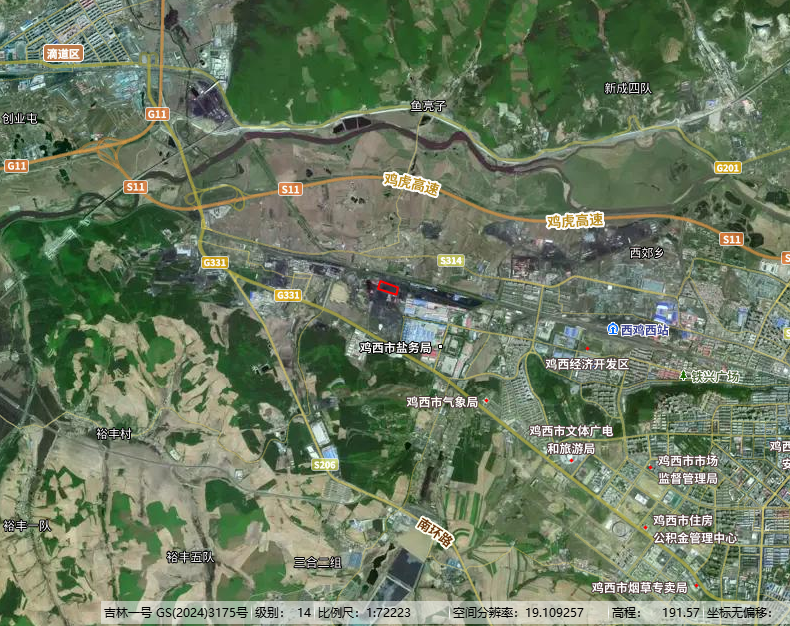 滴道区
G11
创业屯
鱼亮子
新成四队
G11
S11
S11
鸡虎高速
鸡虎高速
G201
S11
S
西郊乡
G331
S314
G331
西鸡西站
鸡西市盐务局
鸡西经济开发区
铁兴广场
鸡西市气象局
裕丰村
鸡西市文体广电
和旅游局
鸡西
鸡西市市场
监督管理局
S206
裕丰一队
南环路
鸡西市住房
公积金管理中心
裕丰五队
三合二组
鸡西市烟草专卖局
吉林一号 GS(2024)3175号 级别： 14 比例尺：1:72223 空间分辨率：19.109257 高程： 191.57 坐标无偏移：